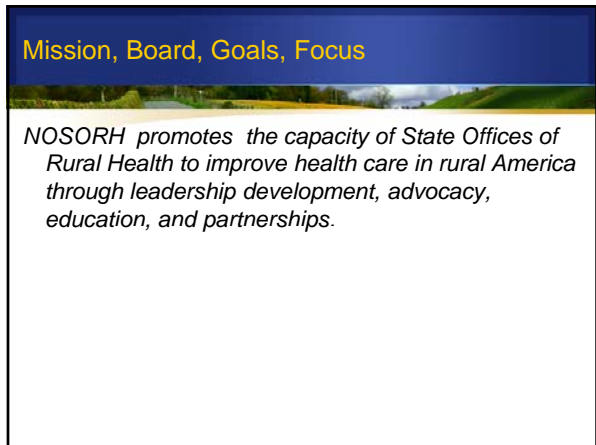 Mission, Board, Goals, Focus
NOSORH  promotes  the capacity of State Offices of
Rural Health to improve health care in rural America
through leadership development, advocacy,
education, and partnerships.